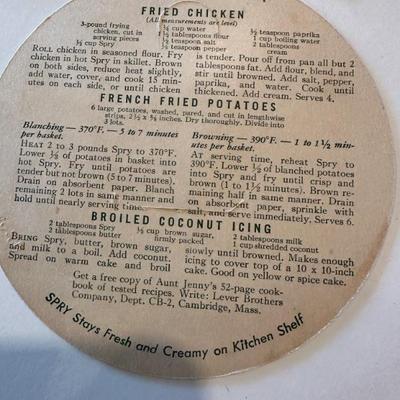 FRIED CHICKEN
(All measurements are level)
3-pound frying chicken, cut in serving pieces
½ cup Spry
¼ cup water
1¼ tablespoons flour
½ teaspoon salt
⅛ teaspoon pepper
½ teaspoon paprika
1 cup boiling water
2 tablespoons cream
ROLL chicken in seasoned flour. Fry
chicken in hot Spry in skillet. Brown
on both sides, reduce heat slightly,
add water, cover, and cook 15 min-
utes on each side, or until chicken
is tender. Pour off from pan all but 2
tablespoons fat. Add flour, blend, and
stir until browned. Add salt, pepper,
paprika, and water. Cook until
thickened. Add cream. Serves 4.
FRENCH FRIED POTATOES
6 large potatoes, washed, pared, and cut in lengthwise
strips, 2½ x ⅜ inches. Dry thoroughly. Divide into
3 lots.
Blanching — 370°F. — 5 to 7 minutes
per basket.
HEAT 2 to 3 pounds Spry to 370°F.
Lower ⅓ of potatoes in basket into
hot Spry. Fry until potatoes are
tender but not brown (5 to 7 minutes).
Drain on absorbent paper. Blanch
remaining 2 lots in same manner and
hold until nearly serving time.
Browning — 390°F. — 1 to 1½ min-
utes per basket.
AT serving time, reheat Spry to
390°F. Lower ½ of blanched potatoes
into Spry and fry until crisp and
brown (1 to 1½ minutes). Brown re-
maining half in same manner. Drain
on absorbent paper, sprinkle with
salt, and serve immediately. Serves 6.
BROILED COCONUT ICING
2 tablespoons Spry
2 tablespoons butter
½ cup brown sugar,
firmly packed
2 tablespoons milk
1 cup shredded coconut
BRING Spry, butter, brown sugar,
and milk to a boil. Add coconut.
Spread on warm cake and broil
slowly until browned. Makes enough
icing to cover top of a 10 x 10-inch
cake. Good on yellow or spice cake.
Get a free copy of Aunt Jenny's 52-page cook-
book of tested recipes. Write: Lever Brothers
Company, Dept. CB-2, Cambridge, Mass.
SPRY Stays Fresh and Creamy on Kitchen Shelf